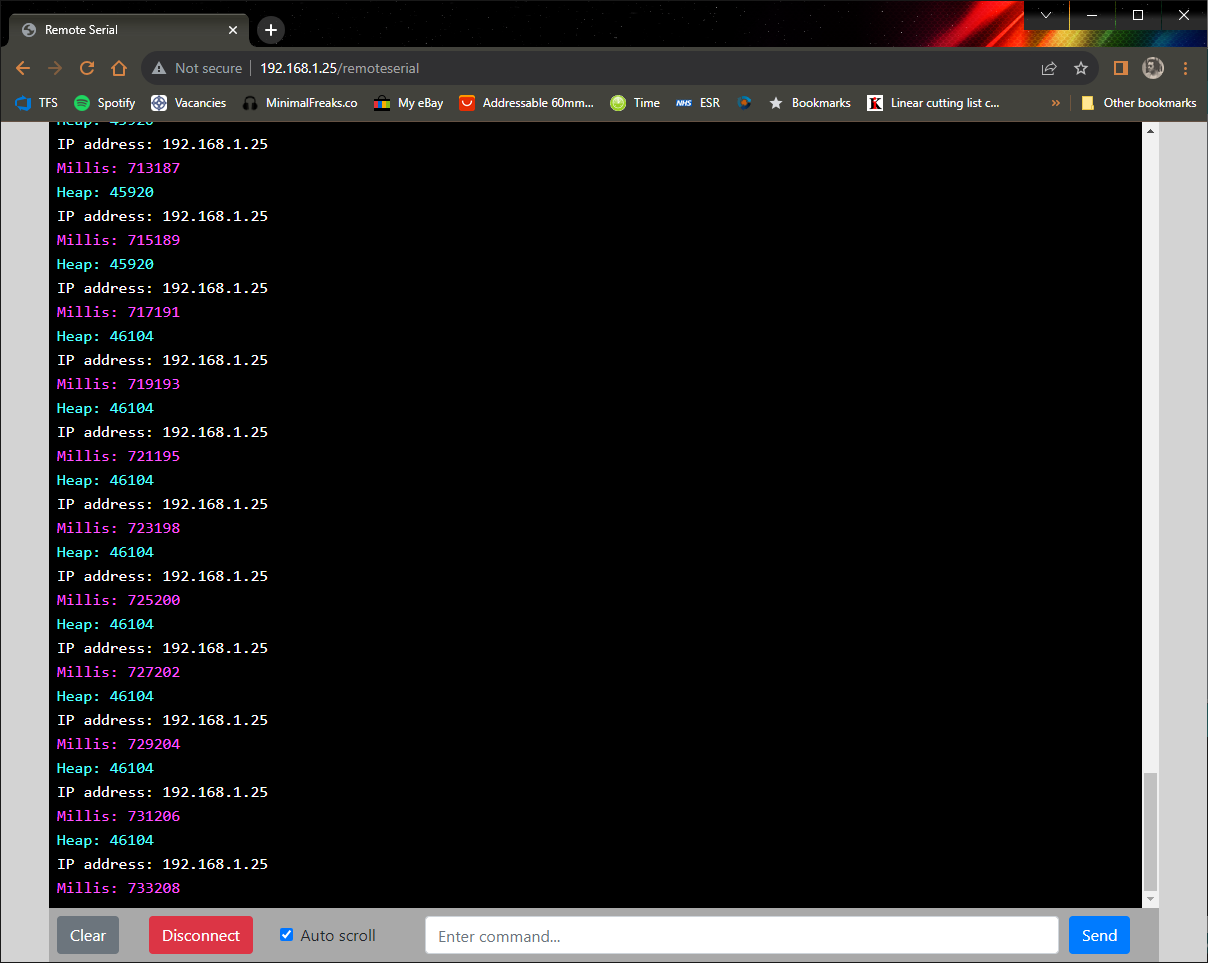 Remote Serial
Not secure 192.168.1.25/remoteserial
TFS Spotify Vacancies MinimalFreaks.co My eBay Addressable 60mm... Time NHS ESR Bookmarks K Linear cutting list c... » Other bookmarks
Heap: 45920
IP address: 192.168.1.25
Millis: 713187
Heap: 45920
IP address: 192.168.1.25
Millis: 715189
Heap: 45920
IP address: 192.168.1.25
Millis: 717191
Heap: 46104
IP address: 192.168.1.25
Millis: 719193
Heap: 46104
IP address: 192.168.1.25
Millis: 721195
Heap: 46104
IP address: 192.168.1.25
Millis: 723198
Heap: 46104
IP address: 192.168.1.25
Millis: 725200
Heap: 46104
IP address: 192.168.1.25
Millis: 727202
Heap: 46104
IP address: 192.168.1.25
Millis: 729204
Heap: 46104
IP address: 192.168.1.25
Millis: 731206
Heap: 46104
IP address: 192.168.1.25
Millis: 733208
Clear Disconnect Auto scroll Enter command... Send